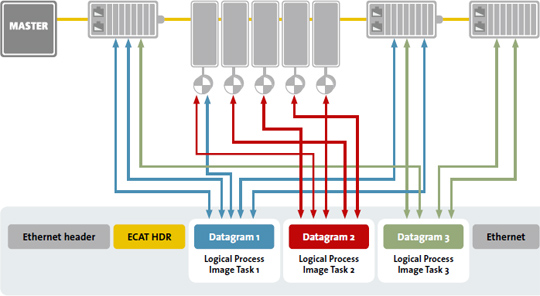 MASTER
Ethernet header
ECAT HDR
Datagram 1
Datagram 2
Datagram 3
Ethernet
Logical Process
Image Task 1
Logical Process
Image Task 2
Logical Process
Image Task 3